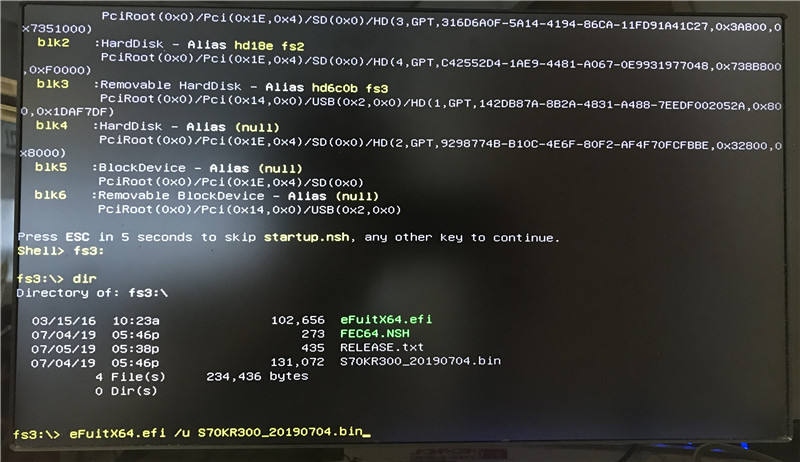 PciRoot(0x0)/Pci(0x1E,0x4)/SD(0x0)/HD(3,GPT,316D6A0F-5A14-4194-86CA-11FD91A41C27,0x3A800,0
x7351000)
blk2 :HardDisk - Alias hd18e fs2
PciRoot(0x0)/Pci(0x1E,0x4)/SD(0x0)/HD(4,GPT,C42552D4-1AE9-4481-A067-0E9931977048,0x738B800
,0xF0000)
blk3 :Removable HardDisk - Alias hd6c0b fs3
PciRoot(0x0)/Pci(0x14,0x0)/USB(0x2,0x0)/HD(1,GPT,142DB87A-8B2A-4831-A488-7EEDF002052A,0x80
0,0x1DAF7DF)
blk4 :HardDisk - Alias (null)
PciRoot(0x0)/Pci(0x1E,0x4)/SD(0x0)/HD(2,GPT,9298774B-B10C-4E6F-80F2-AF4F70FCFBBE,0x32800,0
x8000)
blk5 :BlockDevice - Alias (null)
PciRoot(0x0)/Pci(0x1E,0x4)/SD(0x0)
blk6 :Removable BlockDevice - Alias (null)
PciRoot(0x0)/Pci(0x14,0x0)/USB(0x2,0x0)
Press ESC in 5 seconds to skip startup.nsh, any other key to continue.
Shell> fs3:
fs3:\> dir
Directory of: fs3:\
03/15/16 10:23a 102,656 eFuitX64.efi
07/04/19 05:46p 273 FEC64.NSH
07/05/19 05:38p 435 RELEASE.txt
07/04/19 05:46p 131,072 S70KR300_20190704.bin
4 File(s) 234,436 bytes
0 Dir(s)
fs3:\> eFuitX64.efi /u S70KR300_20190704.bin_